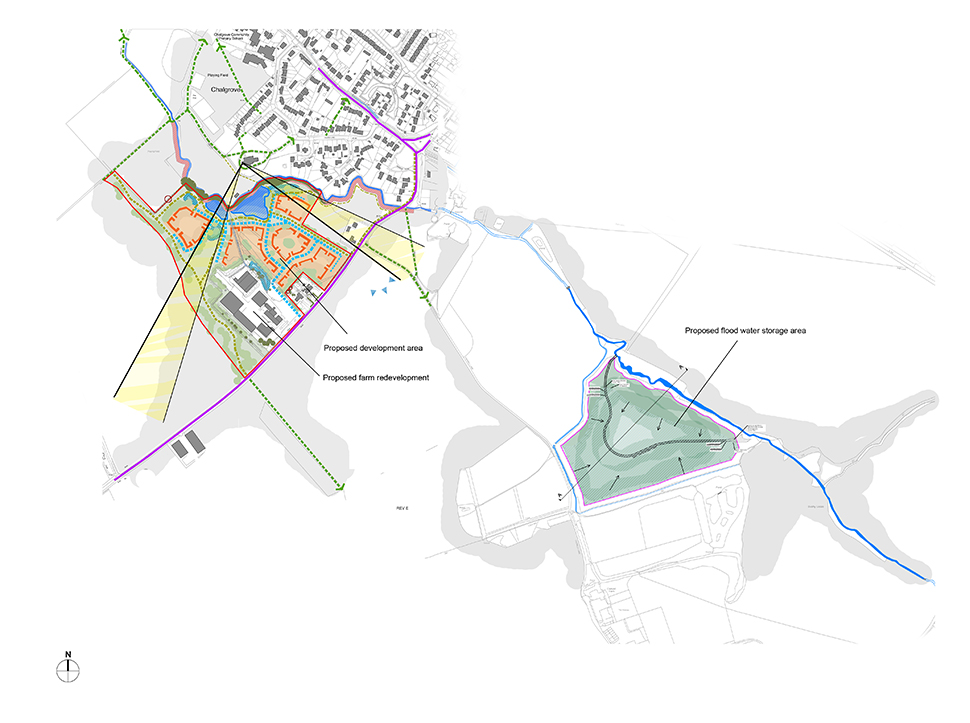 Chalgrove Community
Primary School
Playing Field
Chalgrove
Proposed flood water storage area
Proposed development area
Proposed farm redevelopment
REV E
A
A
N